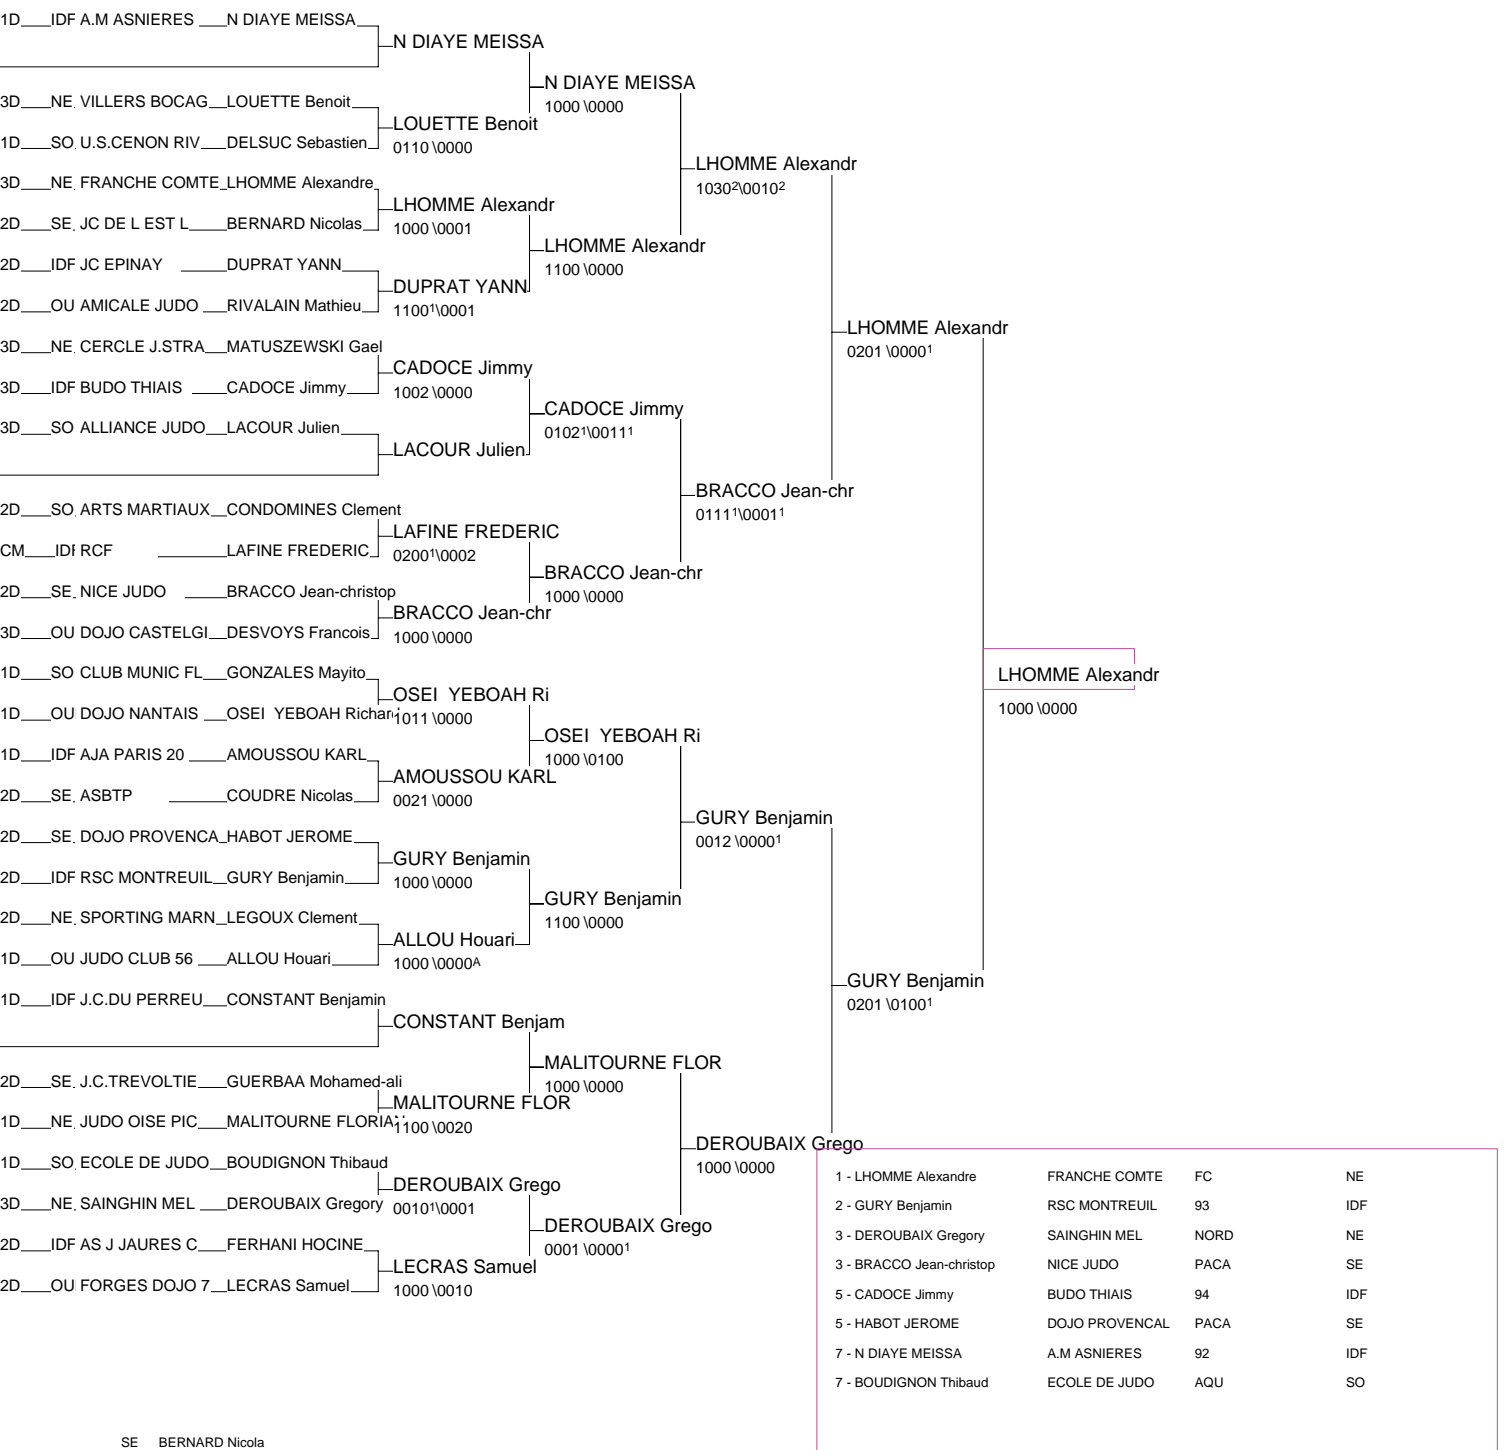 1D IDF A.M ASNIERES N DIAYE MEISSA
N DIAYE MEISSA
N DIAYE MEISSA
1000 \0000
3D NE VILLERS BOCAG LOUETTE Benoit
LOUETTE Benoit
0110 \0000
1D SO U.S.CENON RIV DELSUC Sebastien
LHOMME Alexandr
1030² \0010²
3D NE FRANCHE COMTE LHOMME Alexandre
LHOMME Alexandr
1000 \0001
2D SE JC DE L EST L BERNARD Nicolas
LHOMME Alexandr
1100 \0000
2D IDF JC EPINAY DUPRAT YANN
DUPRAT YANN
1100¹ \0001
2D OU AMICALE JUDO RIVALAIN Mathieu
LHOMME Alexandr
0201 \0000¹
3D NE CERCLE J.STRA MATUSZEWSKI Gael
CADOCE Jimmy
1002 \0000
3D IDF BUDO THIAIS CADOCE Jimmy
CADOCE Jimmy
0102¹ \0011¹
3D SO ALLIANCE JUDO LACOUR Julien
LACOUR Julien
BRACCO Jean-chr
0111¹ \0001¹
2D SO ARTS MARTIAUX CONDOMINES Clement
LAFINE FREDERIC
0200¹ \0002
CM IDF RCF LAFINE FREDERIC
BRACCO Jean-chr
1000 \0000
2D SE NICE JUDO BRACCO Jean-christop
BRACCO Jean-chr
1000 \0000
3D OU DOJO CASTELGI DESVOYS Francois
LHOMME Alexandr
1000 \0000
1D SO CLUB MUNIC FL GONZALES Mayito
OSEI YEBOAH Ri
1011 \0000
1D OU DOJO NANTAIS OSEI YEBOAH Richar
OSEI YEBOAH Ri
1000 \0100
1D IDF AJA PARIS 20 AMOUSSOU KARL
AMOUSSOU KARL
0021 \0000
2D SE ASBTP COUDRE Nicolas
GURY Benjamin
0012 \0000¹
2D SE DOJO PROVENCA HABOT JEROME
GURY Benjamin
1000 \0000
2D IDF RSC MONTREUIL GURY Benjamin
GURY Benjamin
1100 \0000
2D NE SPORTING MARN LEGOUX Clement
ALLOU Houari
1000 \0000ᴬ
1D OU JUDO CLUB 56 ALLOU Houari
GURY Benjamin
0201 \0100¹
1D IDF J.C.DU PERREU CONSTANT Benjamin
CONSTANT Benjam
MALITOURNE FLOR
1000 \0000
2D SE J.C.TREVOLTIE GUERBAA Mohamed-ali
MALITOURNE FLOR
1100 \0020
1D NE JUDO OISE PIC MALITOURNE FLORIAN
DEROUBAIX Grego
1000 \0000
1D SO ECOLE DE JUDO BOUDIGNON Thibaud
DEROUBAIX Grego
0010¹ \0001
3D NE SAINGHIN MEL DEROUBAIX Gregory
DEROUBAIX Grego
0001 \0000¹
2D IDF AS J JAURES C FERHANI HOCINE
LECRAS Samuel
1000 \0010
2D OU FORGES DOJO 7 LECRAS Samuel
1 - LHOMME Alexandre FRANCHE COMTE FC NE
2 - GURY Benjamin RSC MONTREUIL 93 IDF
3 - DEROUBAIX Gregory SAINGHIN MEL NORD NE
3 - BRACCO Jean-christop NICE JUDO PACA SE
5 - CADOCE Jimmy BUDO THIAIS 94 IDF
5 - HABOT JEROME DOJO PROVENCAL PACA SE
7 - N DIAYE MEISSA A.M ASNIERES 92 IDF
7 - BOUDIGNON Thibaud ECOLE DE JUDO AQU SO
SE BERNARD Nicola